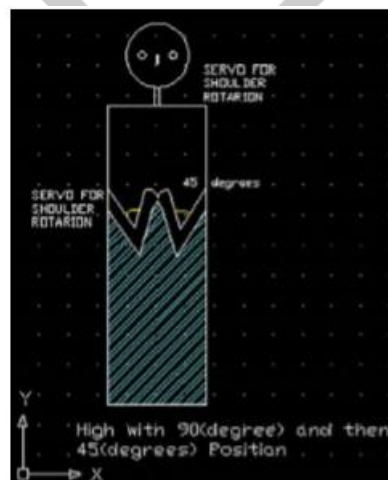 SERVO FOR
SHOULDER
ROTARION
45 degrees
SERVO FOR
SHOULDER
ROTARION
High with 90(degree) and then
45(degrees) Position
Y
X